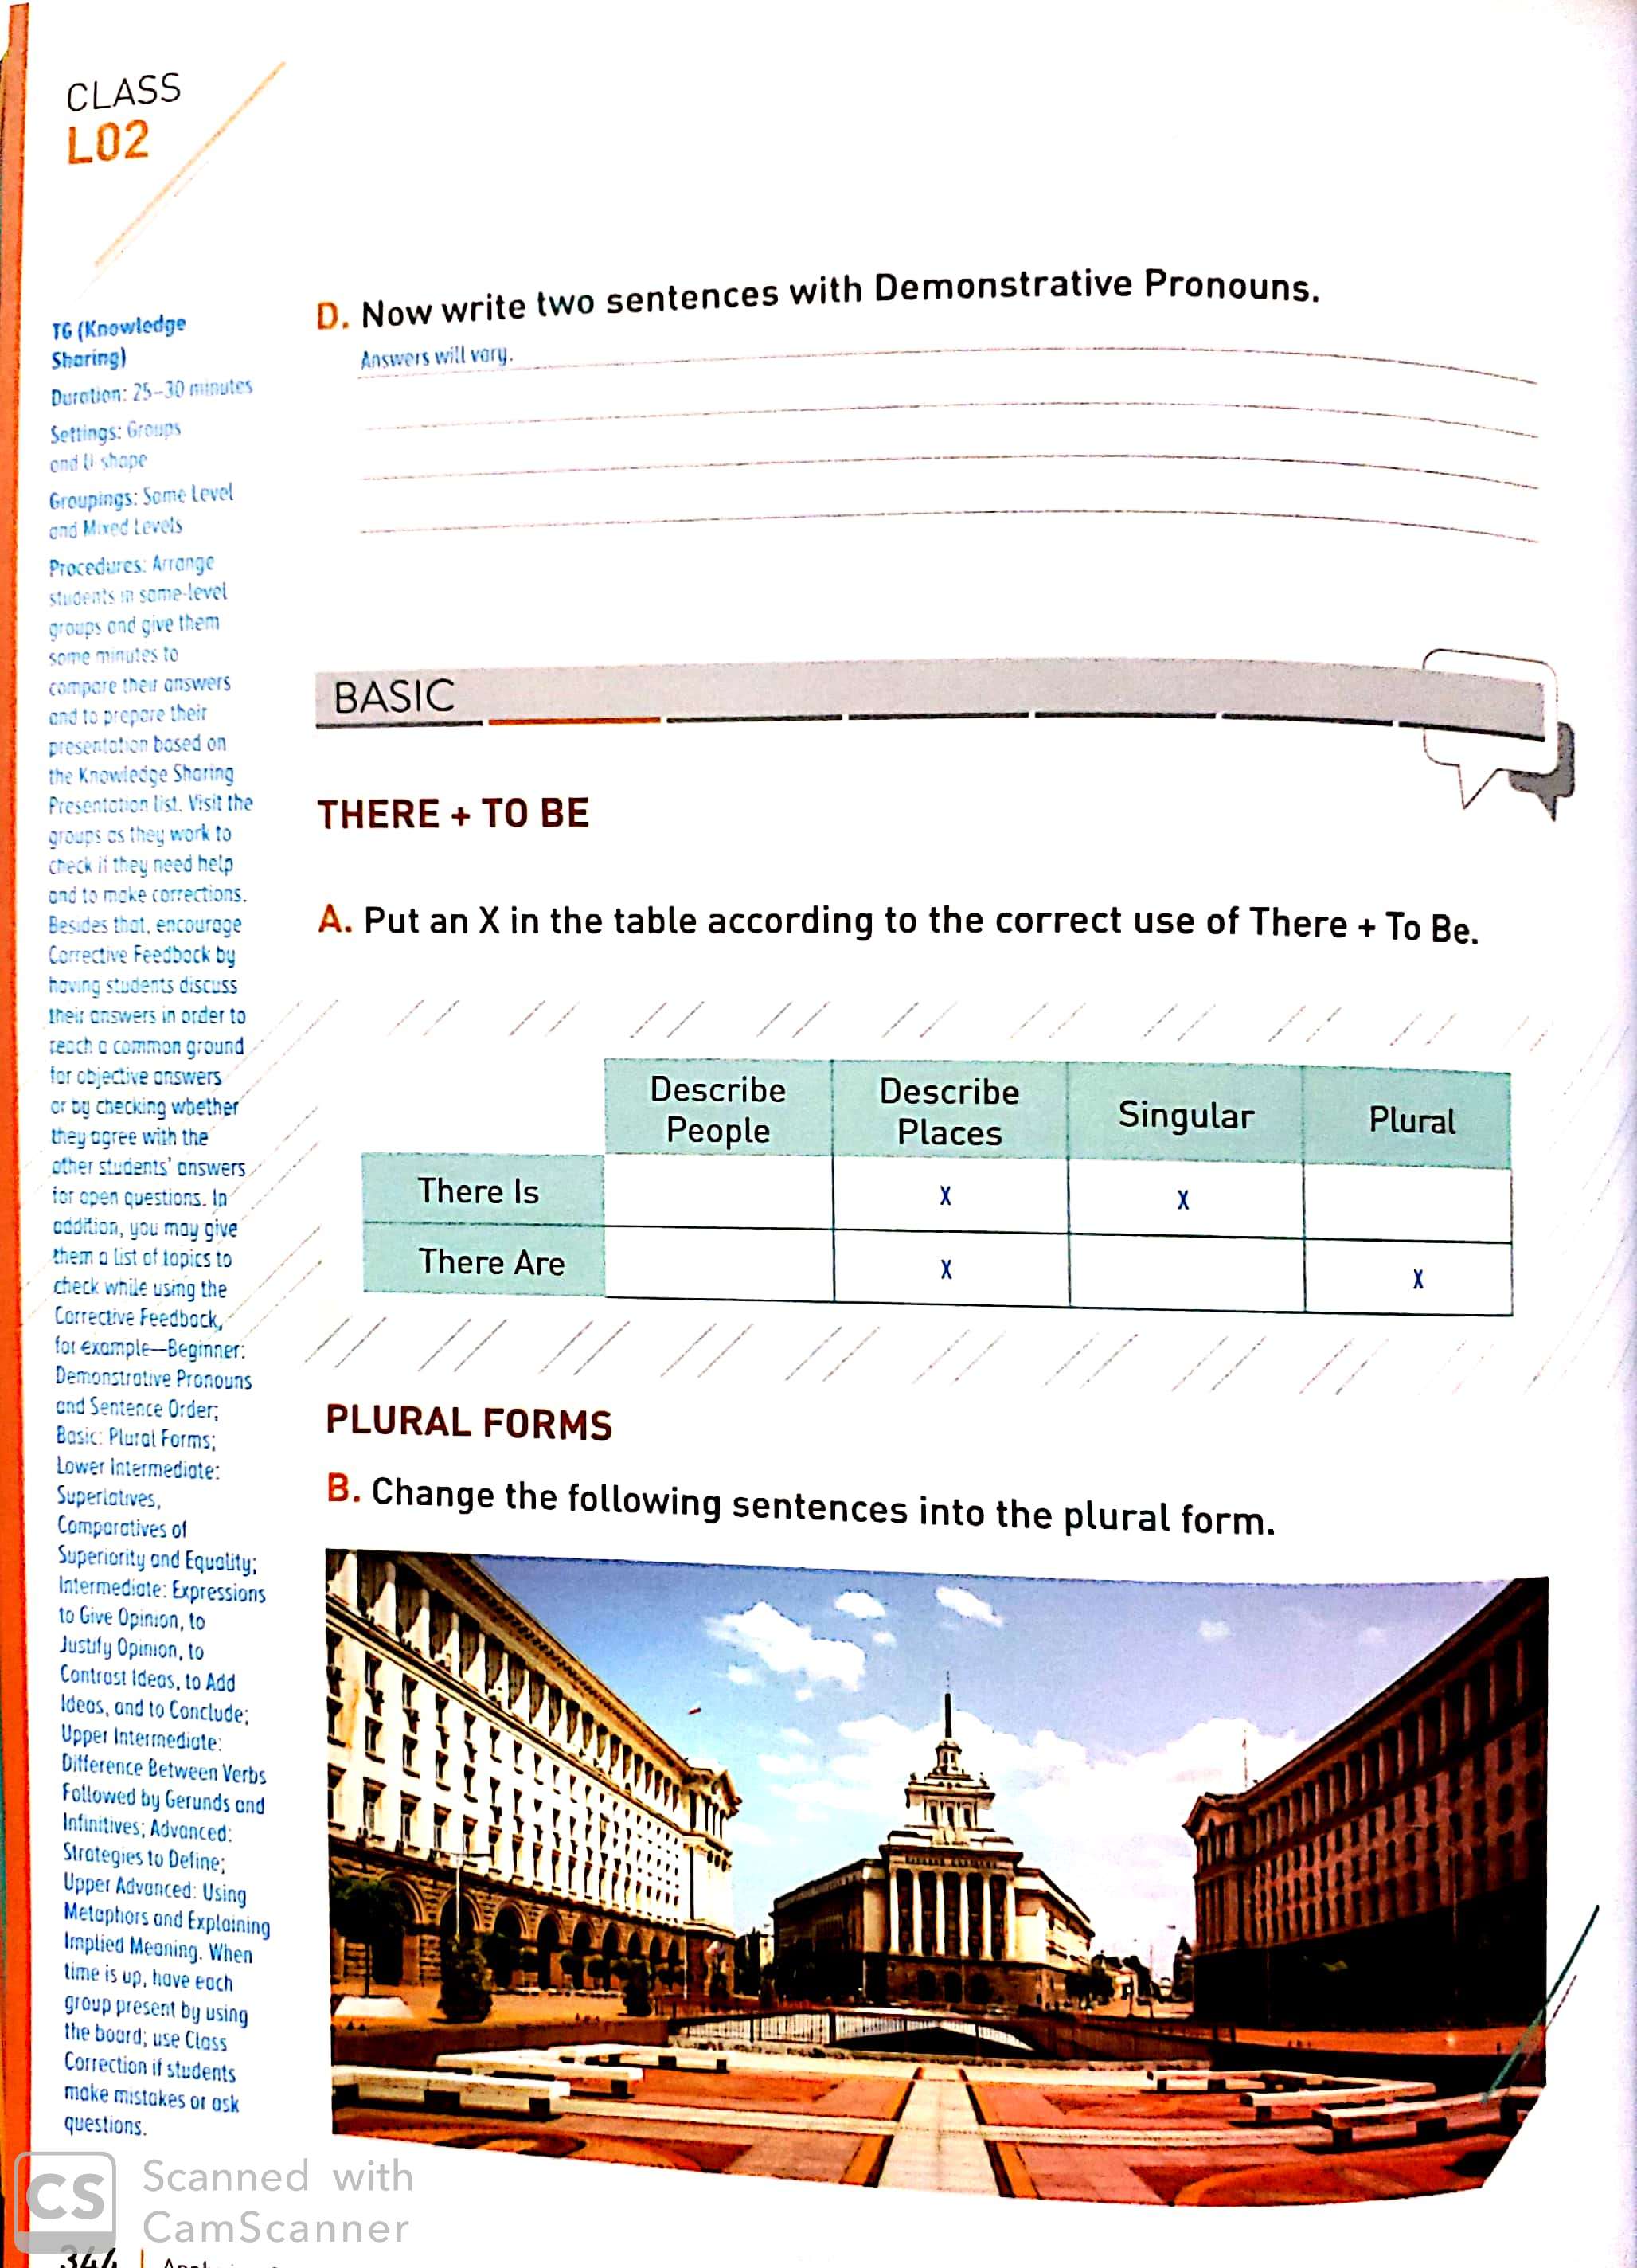 CLASS
L02
TG (Knowledge
Sharing)
Duration: 25–30 minutes
Settings: Groups
and U shape
Groupings: Same Level
and Mixed Levels
Procedures: Arrange
students in same-level
groups and give them
some minutes to
compare their answers
and to prepare their
presentation based on
the Knowledge Sharing
Presentation list. Visit the
groups as they work to
check if they need help
and to make corrections.
Besides that, encourage
Corrective Feedback by
having students discuss
their answers in order to
reach a common ground
for objective answers
or by checking whether
they agree with the
other students' answers
for open questions. In
addition, you may give
them a list of topics to
check while using the
Corrective Feedback,
for example—Beginner:
Demonstrative Pronouns
and Sentence Order;
Basic: Plural Forms;
Lower Intermediate:
Superlatives,
Comparatives of
Superiority and Equality;
Intermediate: Expressions
to Give Opinion, to
Justify Opinion, to
Contrast Ideas, to Add
Ideas, and to Conclude;
Upper Intermediate:
Difference Between Verbs
Followed by Gerunds and
Infinitives; Advanced:
Strategies to Define;
Upper Advanced: Using
Metaphors and Explaining
Implied Meaning. When
time is up, have each
group present by using
the board; use Class
Correction if students
make mistakes or ask
questions.
D. Now write two sentences with Demonstrative Pronouns.
Answers will vary.
BASIC
THERE + TO BE
A. Put an X in the table according to the correct use of There + To Be.
Describe People Describe Places Singular Plural
There Is X X
There Are X X
PLURAL FORMS
B. Change the following sentences into the plural form.
CS Scanned with
CamScanner
344